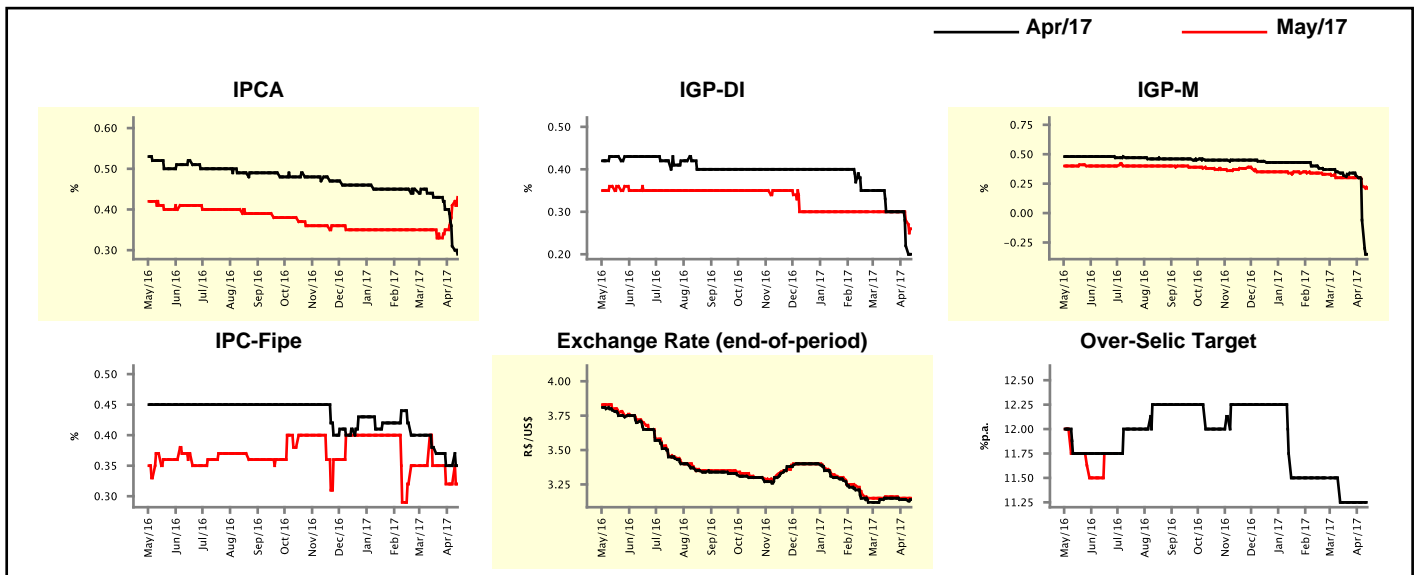 Apr/17 May/17
IPCA
0.60
0.50
0.40
0.30
%
May/16 Jun/16 Jul/16 Aug/16 Sep/16 Oct/16 Nov/16 Dec/16 Jan/17 Feb/17 Mar/17 Apr/17
IGP-DI
0.50
0.40
0.30
0.20
%
May/16 Jun/16 Jul/16 Aug/16 Sep/16 Oct/16 Nov/16 Dec/16 Jan/17 Feb/17 Mar/17 Apr/17
IGP-M
0.75
0.50
0.25
0.00
−0.25
%
May/16 Jun/16 Jul/16 Aug/16 Sep/16 Oct/16 Nov/16 Dec/16 Jan/17 Feb/17 Mar/17 Apr/17
IPC-Fipe
0.50
0.45
0.40
0.35
0.30
%
May/16 Jun/16 Jul/16 Aug/16 Sep/16 Oct/16 Nov/16 Dec/16 Jan/17 Feb/17 Mar/17 Apr/17
Exchange Rate (end-of-period)
4.00
3.75
3.50
3.25
R$/US$
May/16 Jun/16 Jul/16 Aug/16 Sep/16 Oct/16 Nov/16 Dec/16 Jan/17 Feb/17 Mar/17 Apr/17
Over-Selic Target
12.50
12.25
12.00
11.75
11.50
11.25
%p.a.
May/16 Jun/16 Jul/16 Aug/16 Sep/16 Oct/16 Nov/16 Dec/16 Jan/17 Feb/17 Mar/17 Apr/17